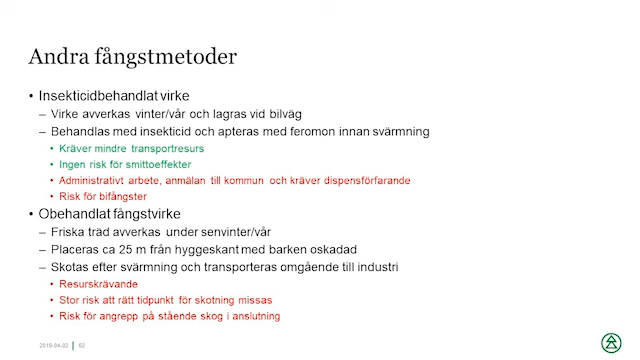 Andra fångstmetoder
• Insekticidbehandlat virke
– Virke avverkas vinter/vår och lagras vid bilväg
– Behandlas med insekticid och apteras med feromon innan svärmning
• Kräver mindre transportresurs
• Ingen risk för smittoeffekter
• Administrativt arbete, anmälan till kommun och kräver dispensförfarande
• Risk för bifångster
• Obehandlat fångstvirke
– Friska träd avverkas under senvinter/vår
– Placeras ca 25 m från hyggeskant med barken oskadad
– Skotas efter svärmning och transporteras omgående till industri
• Resurskrävande
• Stor risk att rätt tidpunkt för skotning missas
• Risk för angrepp på stående skog i anslutning
2019-04-02 | 62